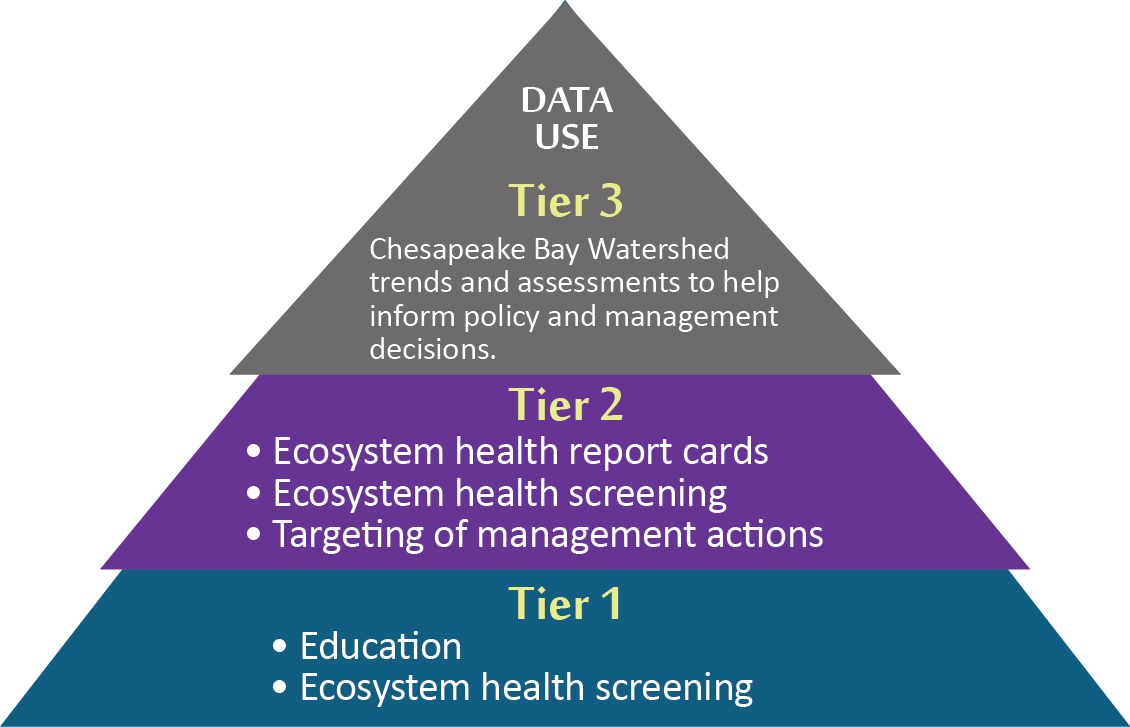 DATA
USE
Tier 3
Chesapeake Bay Watershed
trends and assessments to help
inform policy and management
decisions.
Tier 2
• Ecosystem health report cards
• Ecosystem health screening
• Targeting of management actions
Tier 1
• Education
• Ecosystem health screening